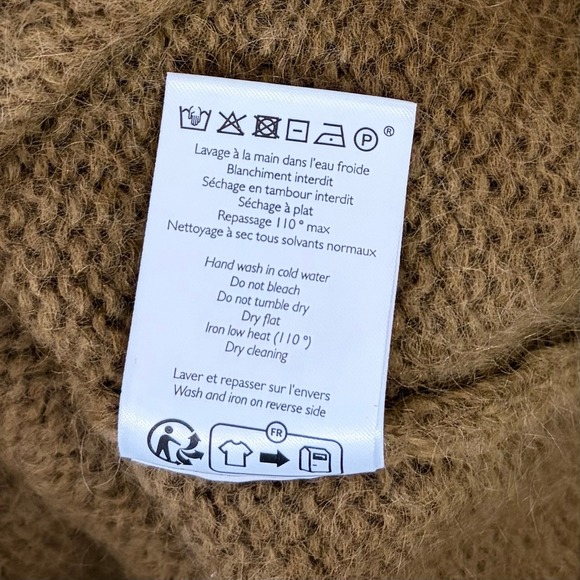 P ®
Lavage à la main dans l'eau froide
Blanchiment interdit
Séchage en tambour interdit
Séchage à plat
Repassage 110 ° max
Nettoyage à sec tous solvants normaux
Hand wash in cold water
Do not bleach
Do not tumble dry
Dry flat
Iron low heat (110 °)
Dry cleaning
Laver et repasser sur l'envers
Wash and iron on reverse side
FR